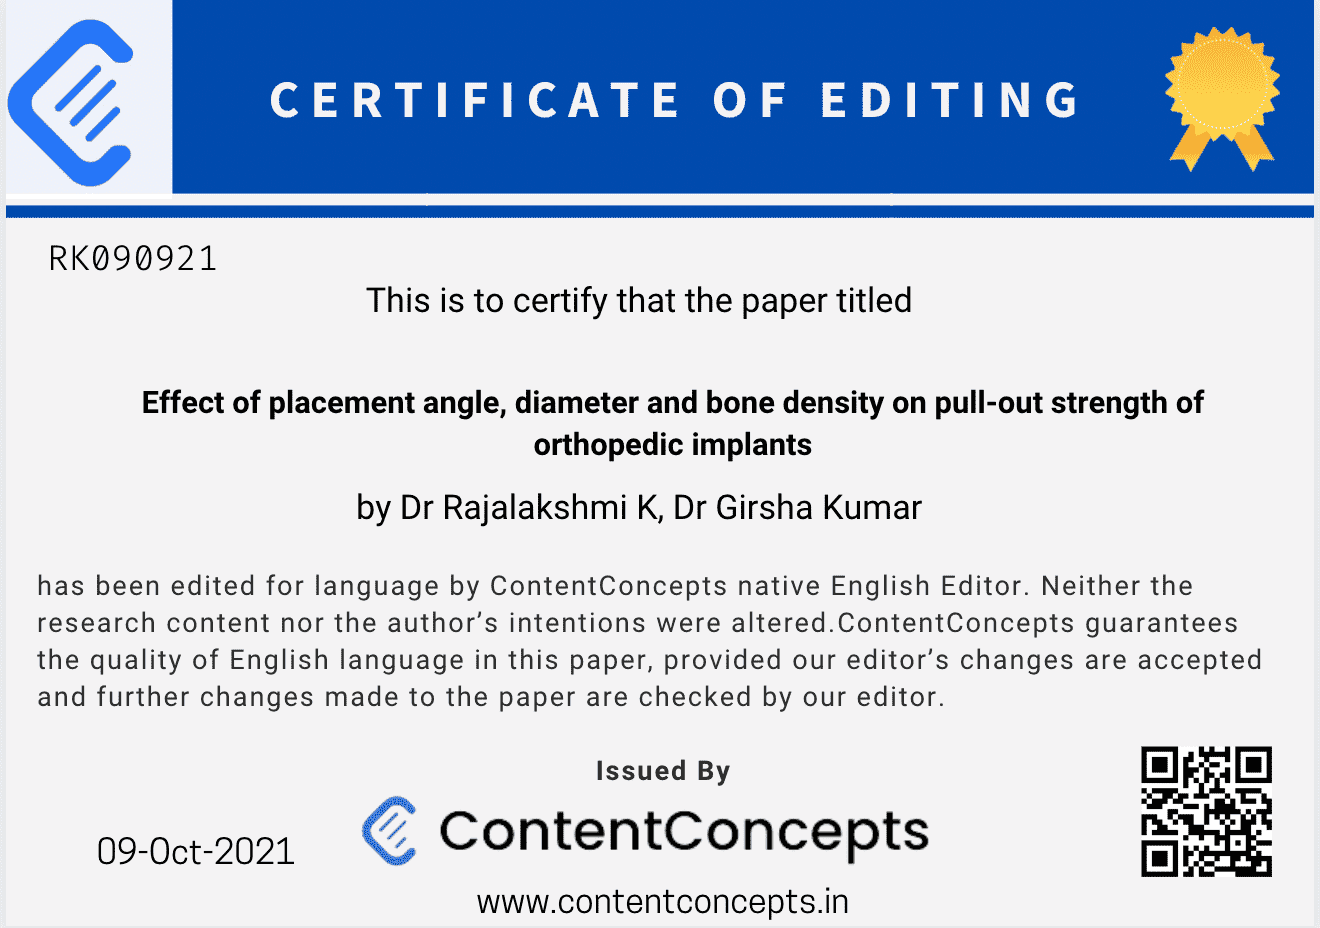 CERTIFICATE OF EDITING
RK090921
This is to certify that the paper titled
Effect of placement angle, diameter and bone density on pull-out strength of
orthopedic implants
by Dr Rajalakshmi K, Dr Girsha Kumar
has been edited for language by ContentConcepts native English Editor. Neither the
research content nor the author’s intentions were altered.ContentConcepts guarantees
the quality of English language in this paper, provided our editor’s changes are accepted
and further changes made to the paper are checked by our editor.
Issued By
ContentConcepts
09-Oct-2021
www.contentconcepts.in